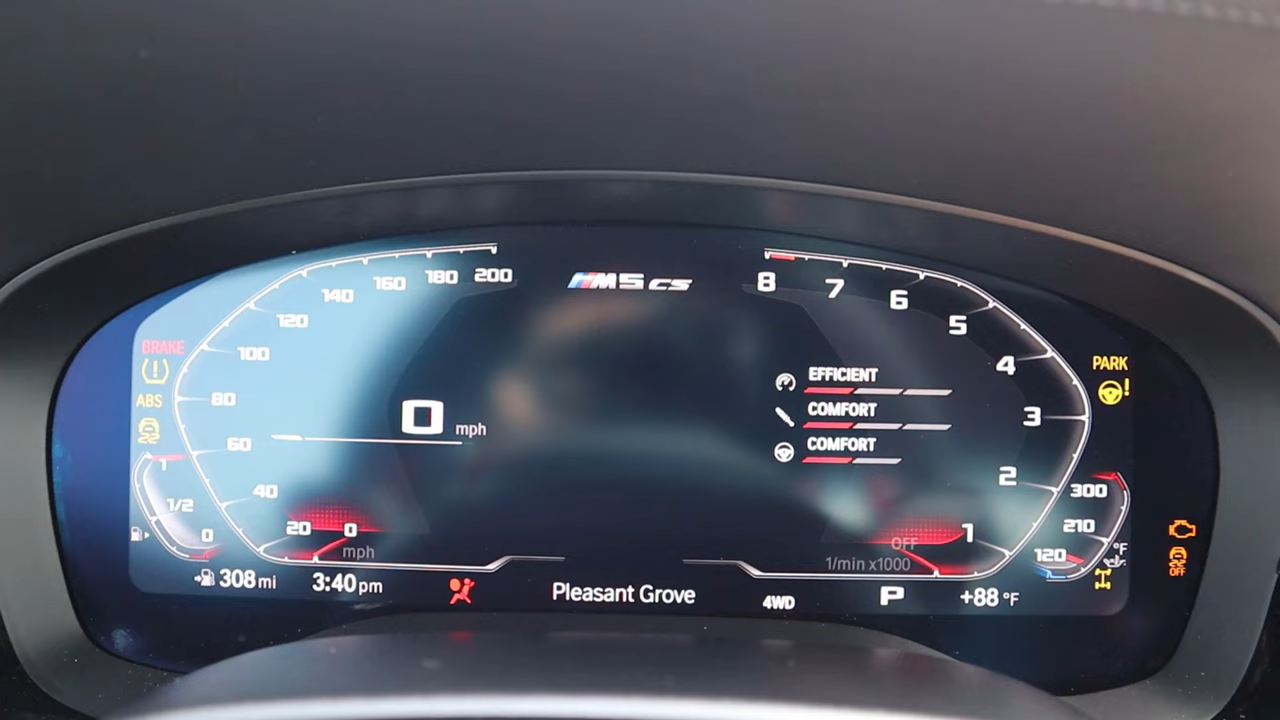 M5 CS
200
180
160
140
120
100
80
60
40
20
0
mph
8
7
6
5
4
3
2
1
OFF
1/min x1000
BRAKE
ABS
0 mph
EFFICIENT
COMFORT
COMFORT
PARK
1
1/2
0
300
210
120
°F
OFF
308 mi
3:40 pm
Pleasant Grove
4WD
P
+88 °F